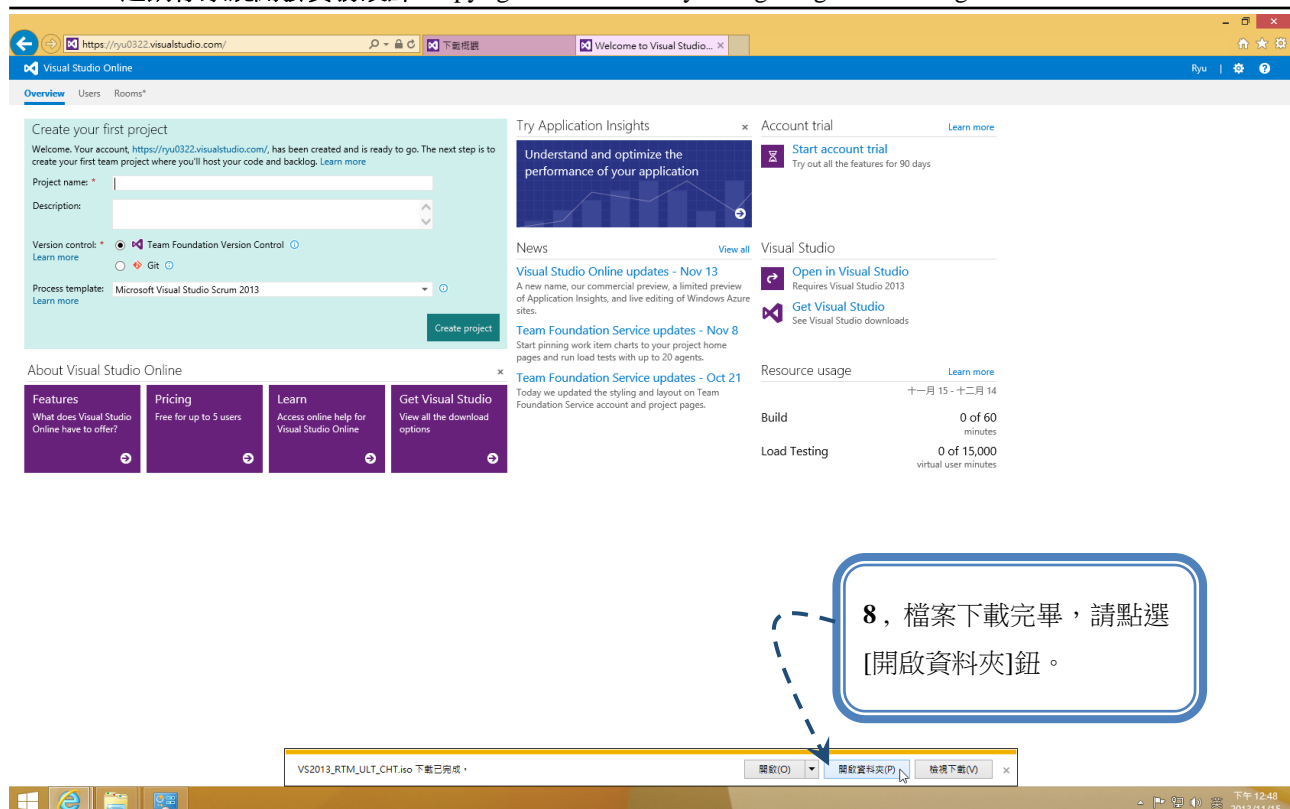 https://ryu0322.visualstudio.com/
下載概觀
Welcome to Visual Studio...
Visual Studio Online
Ryu
Overview Users Rooms*
Create your first project
Welcome. Your account, https://ryu0322.visualstudio.com/, has been created and is ready to go. The next step is to
create your first team project where you'll host your code and backlog. Learn more
Project name: *
Description:
Version control: *
Learn more
Team Foundation Version Control
Git
Process template:
Learn more
Microsoft Visual Studio Scrum 2013
Create project
About Visual Studio Online
Features
What does Visual Studio
Online have to offer?
Pricing
Free for up to 5 users
Learn
Access online help for
Visual Studio Online
Get Visual Studio
View all the download
options
Try Application Insights
Understand and optimize the
performance of your application
News
View all
Visual Studio Online updates - Nov 13
A new name, our commercial preview, a limited preview
of Application Insights, and live editing of Windows Azure
sites.
Team Foundation Service updates - Nov 8
Start pinning work item charts to your project home
pages and run load tests with up to 20 agents.
Team Foundation Service updates - Oct 21
Today we updated the styling and layout on Team
Foundation Service account and project pages.
Account trial
Learn more
Start account trial
Try out all the features for 90 days
Visual Studio
Open in Visual Studio
Requires Visual Studio 2013
Get Visual Studio
See Visual Studio downloads
Resource usage
Learn more
十一月 15 - 十二月 14
Build 0 of 60
minutes
Load Testing 0 of 15,000
virtual user minutes
8，檔案下載完畢，請點選
[開啟資料夾]鈕。
VS2013_RTM_ULT_CHT.iso 下載已完成。
開啟(O)
開啟資料夾(P)
檢視下載(V)
英
下午 12:48
2013/11/15